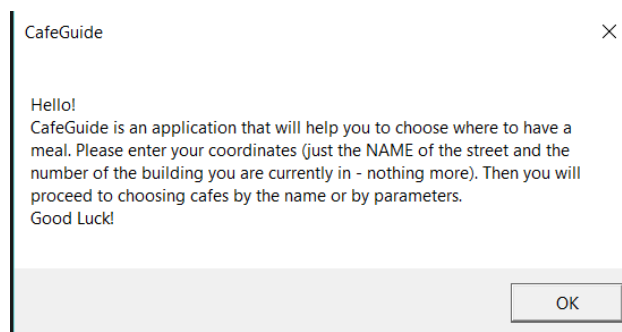 CafeGuide
Hello!
CafeGuide is an application that will help you to choose where to have a
meal. Please enter your coordinates (just the NAME of the street and the
number of the building you are currently in - nothing more). Then you will
proceed to choosing cafes by the name or by parameters.
Good Luck!
OK